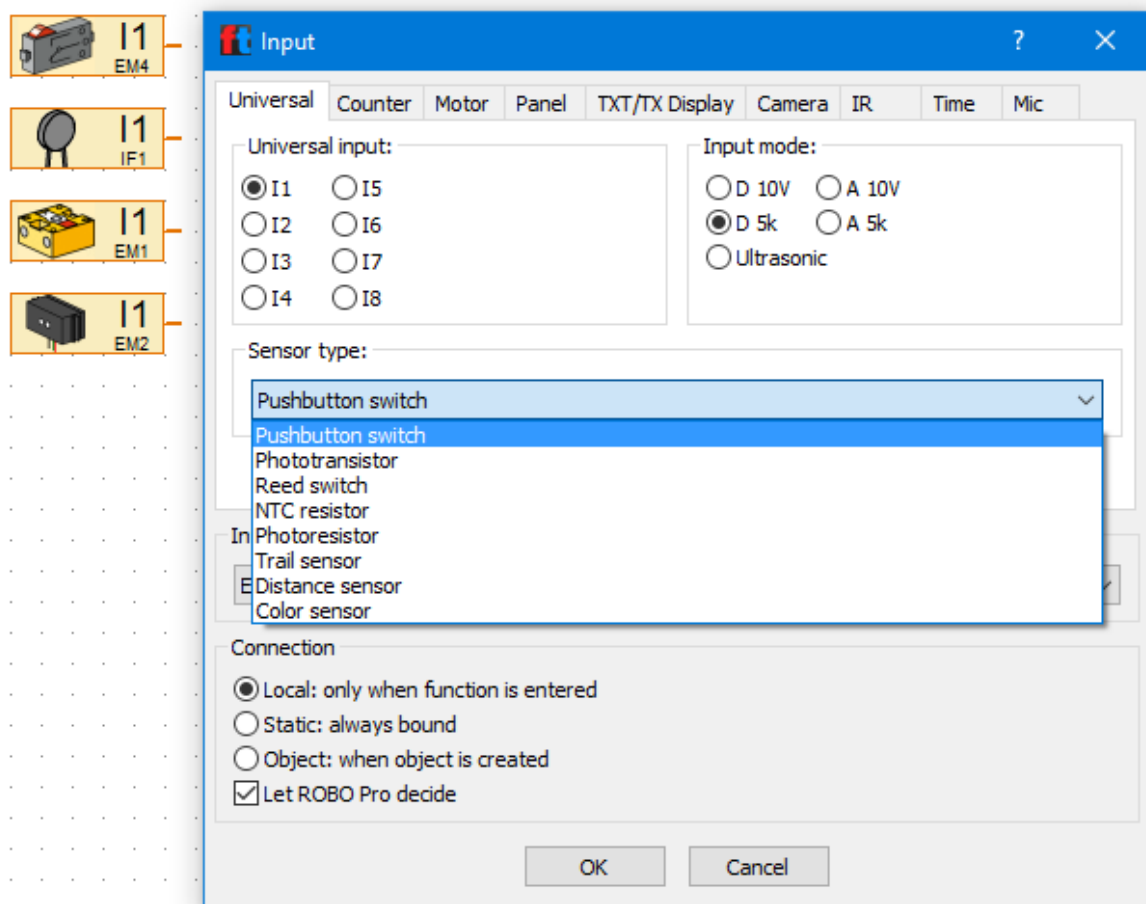 I1
EM4
I1
IF1
I1
EM1
I1
EM2
ft Input ?
Universal Counter Motor Panel TXT/TX Display Camera IR Time Mic
Universal input: Input mode:
I1 I5 D 10V A 10V
I2 I6 D 5k A 5k
I3 I7 Ultrasonic
I4 I8
Sensor type:
Pushbutton switch
Pushbutton switch
Phototransistor
Reed switch
NTC resistor
In Photoresistor
Trail sensor
E Distance sensor
Color sensor
Connection
Local: only when function is entered
Static: always bound
Object: when object is created
Let ROBO Pro decide
OK Cancel